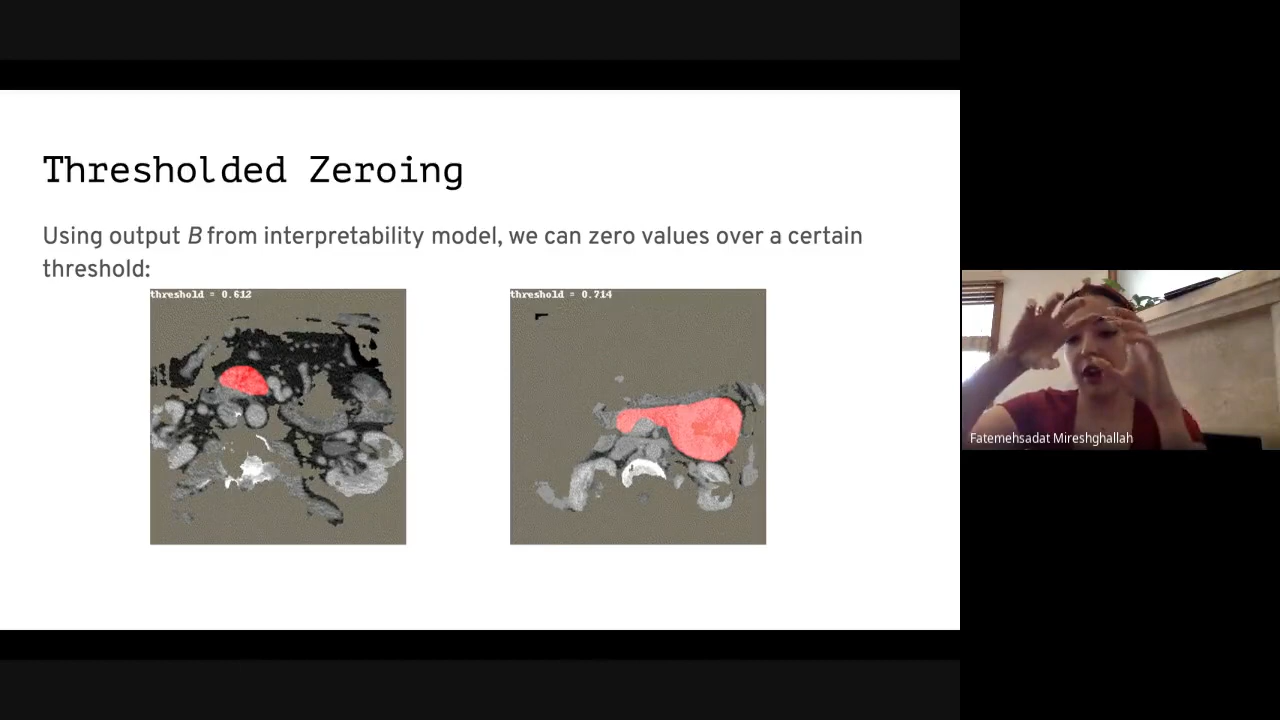 Thresholded Zeroing
Using output B from interpretability model, we can zero values over a certain
threshold:
threshold = 0.612
threshold = 0.714
Fatemehsadat Mireshghallah